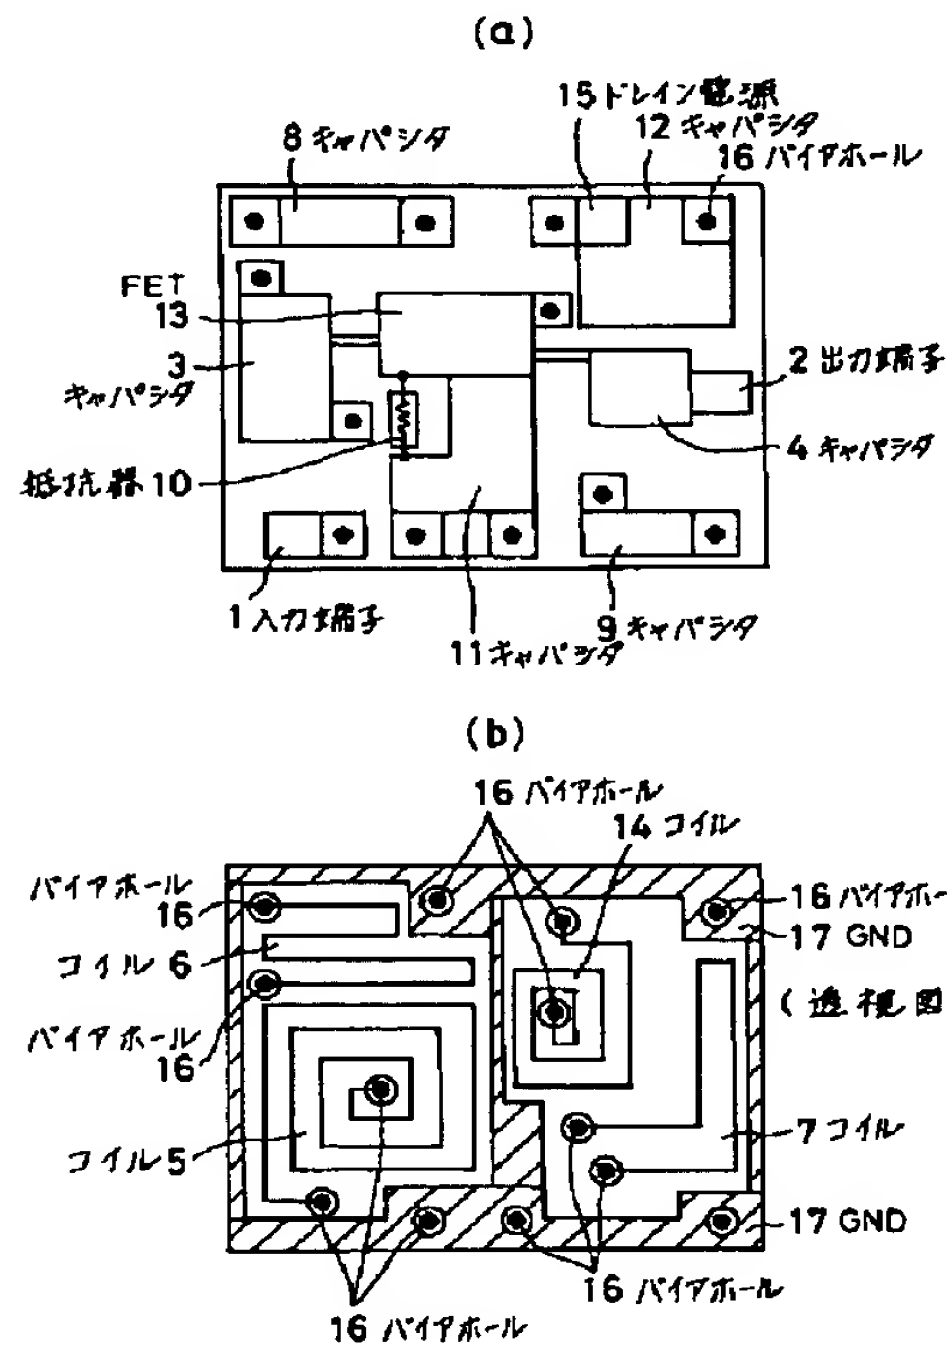 (a)
15 ドレイン電源
12 キャパシタ
8 キャパシタ
16 バイアホール
FET
13
3
キャパシタ
2 出力端子
4 キャパシタ
抵抗器 10
1 入力端子
9 キャパシタ
11 キャパシタ
(b)
16 バイアホール
14 コイル
バイアホール
16
16 バイアホー
17 GND
コイル 6
(透視図
バイアホール
16
7 コイル
コイル 5
17 GND
16 バイアホール
16 バイアホール